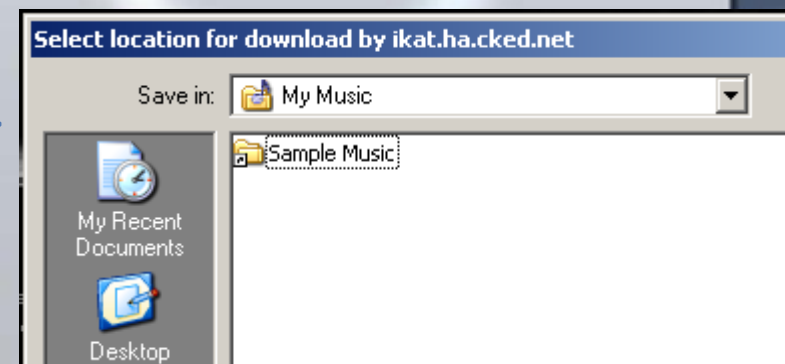 Select location for download by ikat.ha.cked.net
Save in: My Music
Sample Music
My Recent
Documents
Desktop